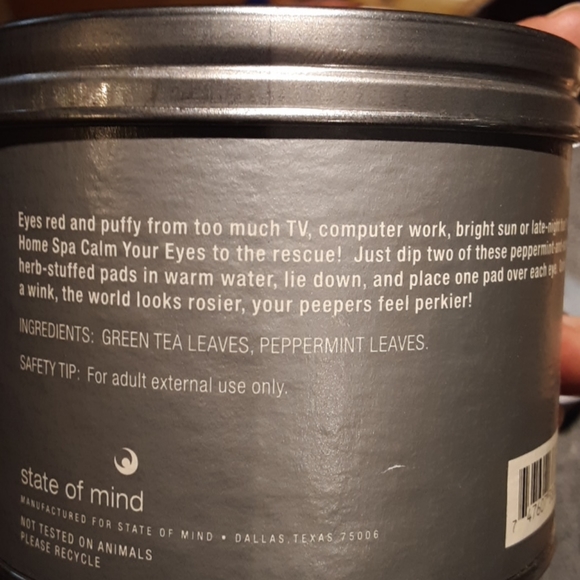 Eyes red and puffy from too much TV, computer work, bright sun or late-night
Home Spa Calm Your Eyes to the rescue! Just dip two of these peppermint
herb-stuffed pads in warm water, lie down, and place one pad over each eye.
a wink, the world looks rosier, your peepers feel perkier!
INGREDIENTS: GREEN TEA LEAVES, PEPPERMINT LEAVES.
SAFETY TIP: For adult external use only.
state of mind
MANUFACTURED FOR STATE OF MIND • DALLAS, TEXAS 75006
NOT TESTED ON ANIMALS
PLEASE RECYCLE